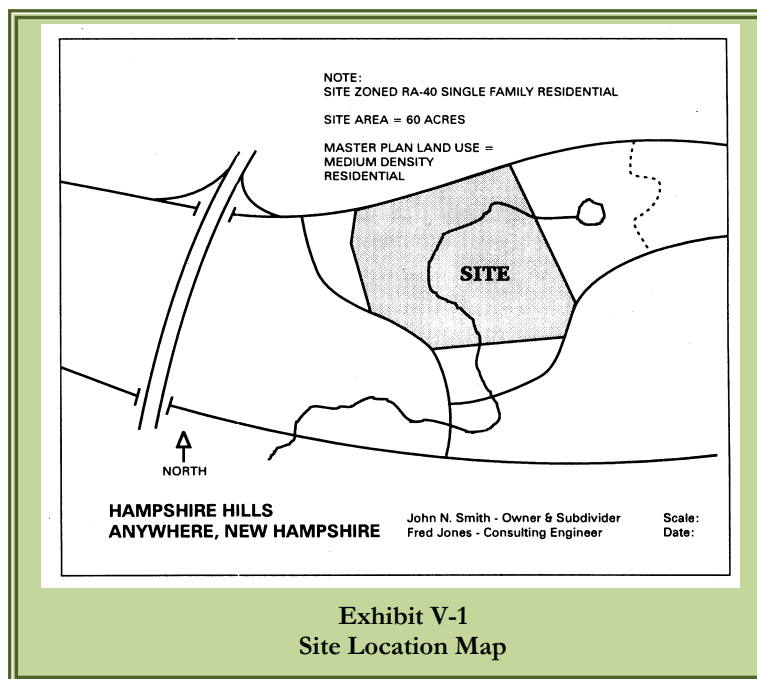 NOTE:
SITE ZONED RA-40 SINGLE FAMILY RESIDENTIAL
SITE AREA = 60 ACRES
MASTER PLAN LAND USE =
MEDIUM DENSITY
RESIDENTIAL
SITE
NORTH
HAMPSHIRE HILLS
ANYWHERE, NEW HAMPSHIRE
John N. Smith - Owner & Subdivider
Fred Jones - Consulting Engineer
Scale:
Date:
Exhibit V-1
Site Location Map